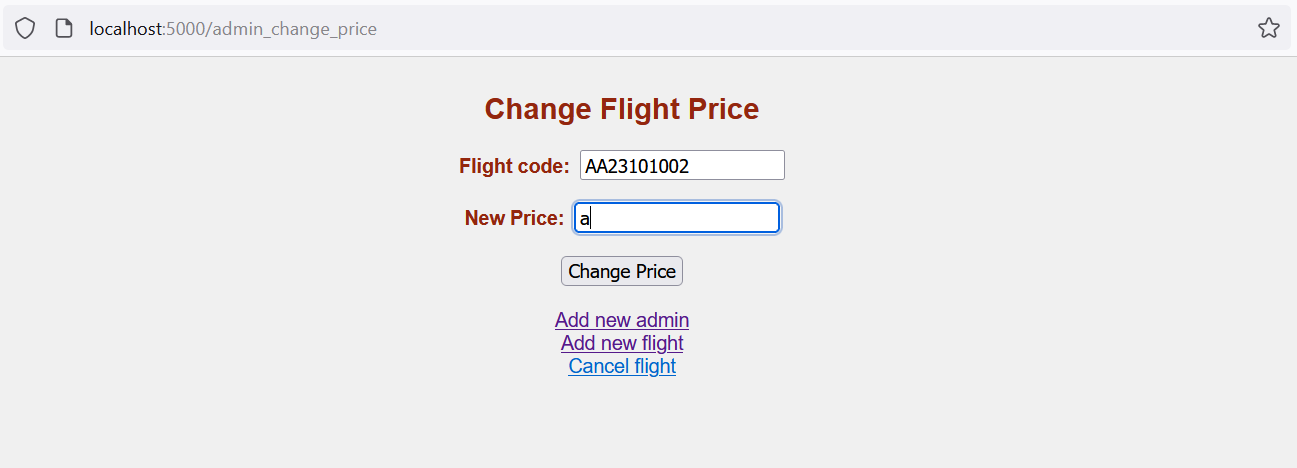 localhost:5000/admin_change_price
Change Flight Price
Flight code: AA23101002
New Price: a
Change Price
Add new admin
Add new flight
Cancel flight